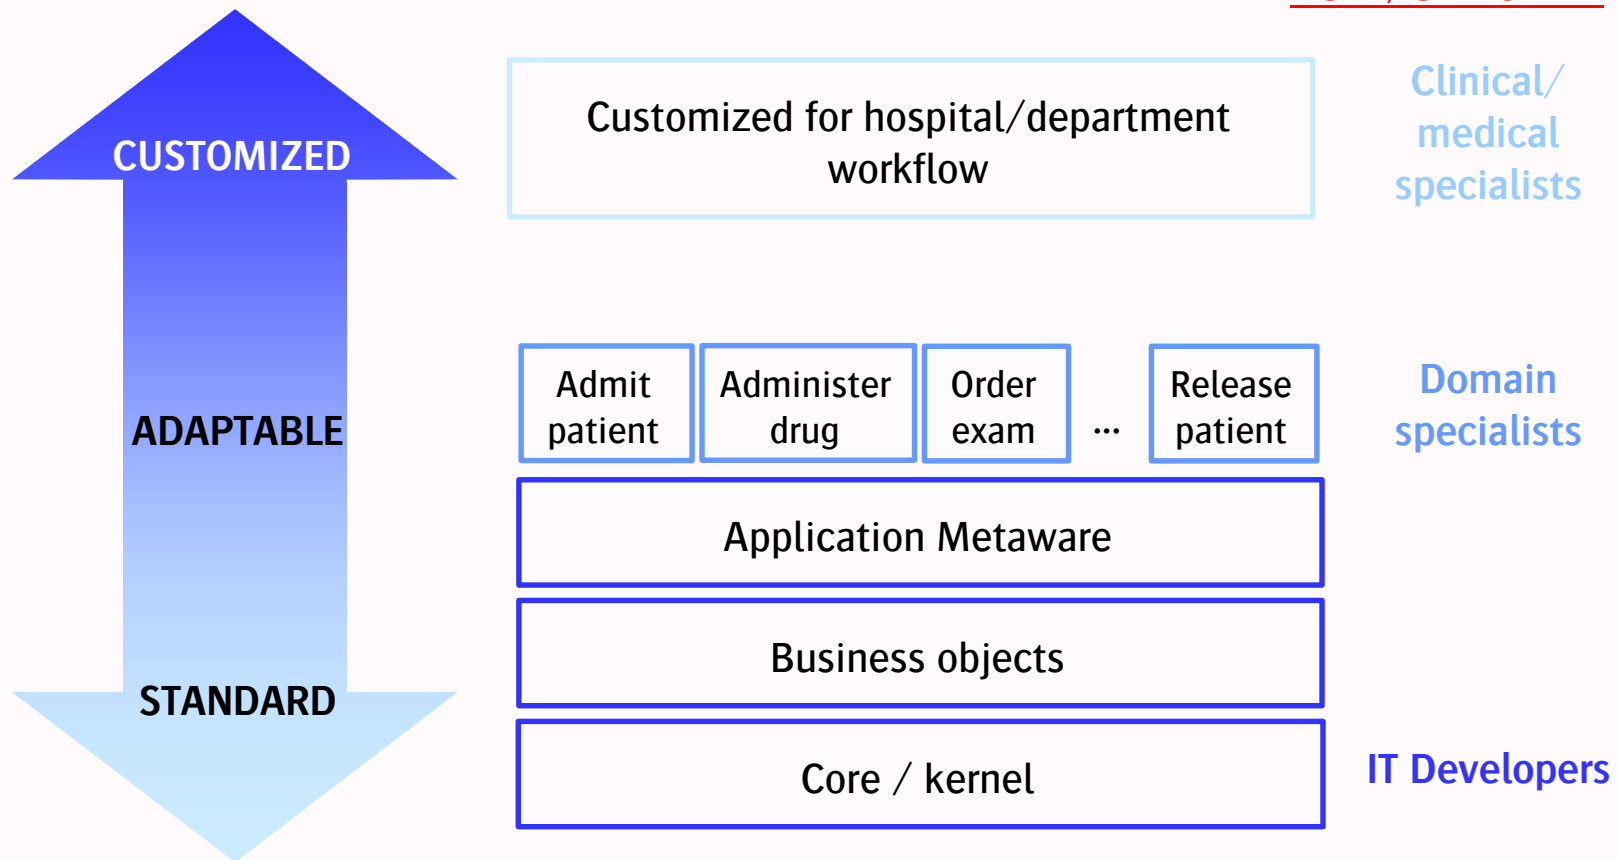 Customized for hospital/department
workflow
Clinical/
medical
specialists
CUSTOMIZED
Admit
patient
Administer
drug
Order
exam
...
Release
patient
Domain
specialists
ADAPTABLE
Application Metaware
Business objects
STANDARD
Core / kernel
IT Developers